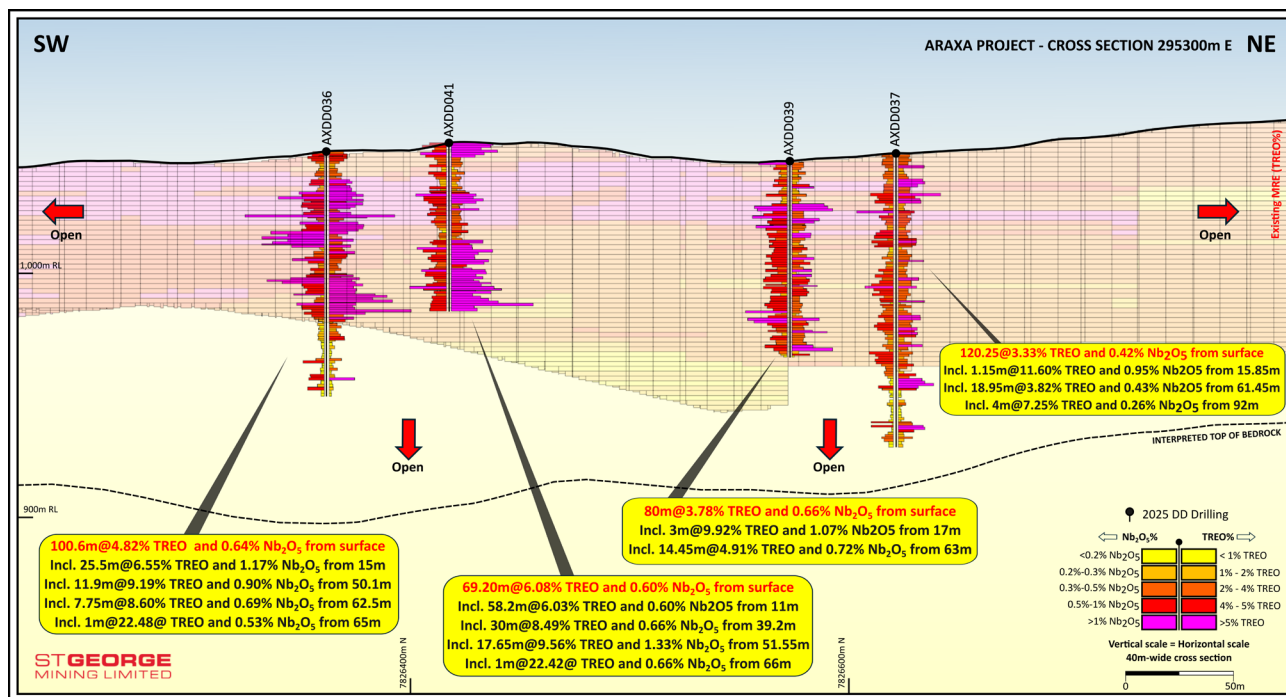 SW
ARAXA PROJECT - CROSS SECTION 295300m E NE
AXDD036
AXDD041
AXDD039
AXDD037
Existing MRE (TREO%)
Open
Open
1,000m RL
120.25@3.33% TREO and 0.42% Nb₂O₅ from surface
Incl. 1.15m@11.60% TREO and 0.95% Nb2O5 from 15.85m
Incl. 18.95m@3.82% TREO and 0.43% Nb2O5 from 61.45m
Incl. 4m@7.25% TREO and 0.26% Nb₂O₅ from 92m
INTERPRETED TOP OF BEDROCK
Open
Open
900m RL
100.6m@4.82% TREO and 0.64% Nb₂O₅ from surface
Incl. 25.5m@6.55% TREO and 1.17% Nb₂O₅ from 15m
Incl. 11.9m@9.19% TREO and 0.90% Nb₂O₅ from 50.1m
Incl. 7.75m@8.60% TREO and 0.69% Nb₂O₅ from 62.5m
Incl. 1m@22.48@ TREO and 0.53% Nb₂O₅ from 65m
69.20m@6.08% TREO and 0.60% Nb₂O₅ from surface
Incl. 58.2m@6.03% TREO and 0.60% Nb2O5 from 11m
Incl. 30m@8.49% TREO and 0.66% Nb₂O₅ from 39.2m
Incl. 17.65m@9.56% TREO and 1.33% Nb₂O₅ from 51.55m
Incl. 1m@22.42@ TREO and 0.66% Nb₂O₅ from 66m
80m@3.78% TREO and 0.66% Nb₂O₅ from surface
Incl. 3m@9.92% TREO and 1.07% Nb2O5 from 17m
Incl. 14.45m@4.91% TREO and 0.72% Nb₂O₅ from 63m
2025 DD Drilling
Nb₂O₅% TREO%
<0.2% Nb₂O₅ < 1% TREO
0.2%-0.3% Nb₂O₅ 1% - 2% TREO
0.3%-0.5% Nb₂O₅ 2% - 4% TREO
0.5%-1% Nb₂O₅ 4% - 5% TREO
>1% Nb₂O₅ >5% TREO
Vertical scale = Horizontal scale
40m-wide cross section
0 50m
7826400m N
7826600m N
STGEORGE
MINING LIMITED